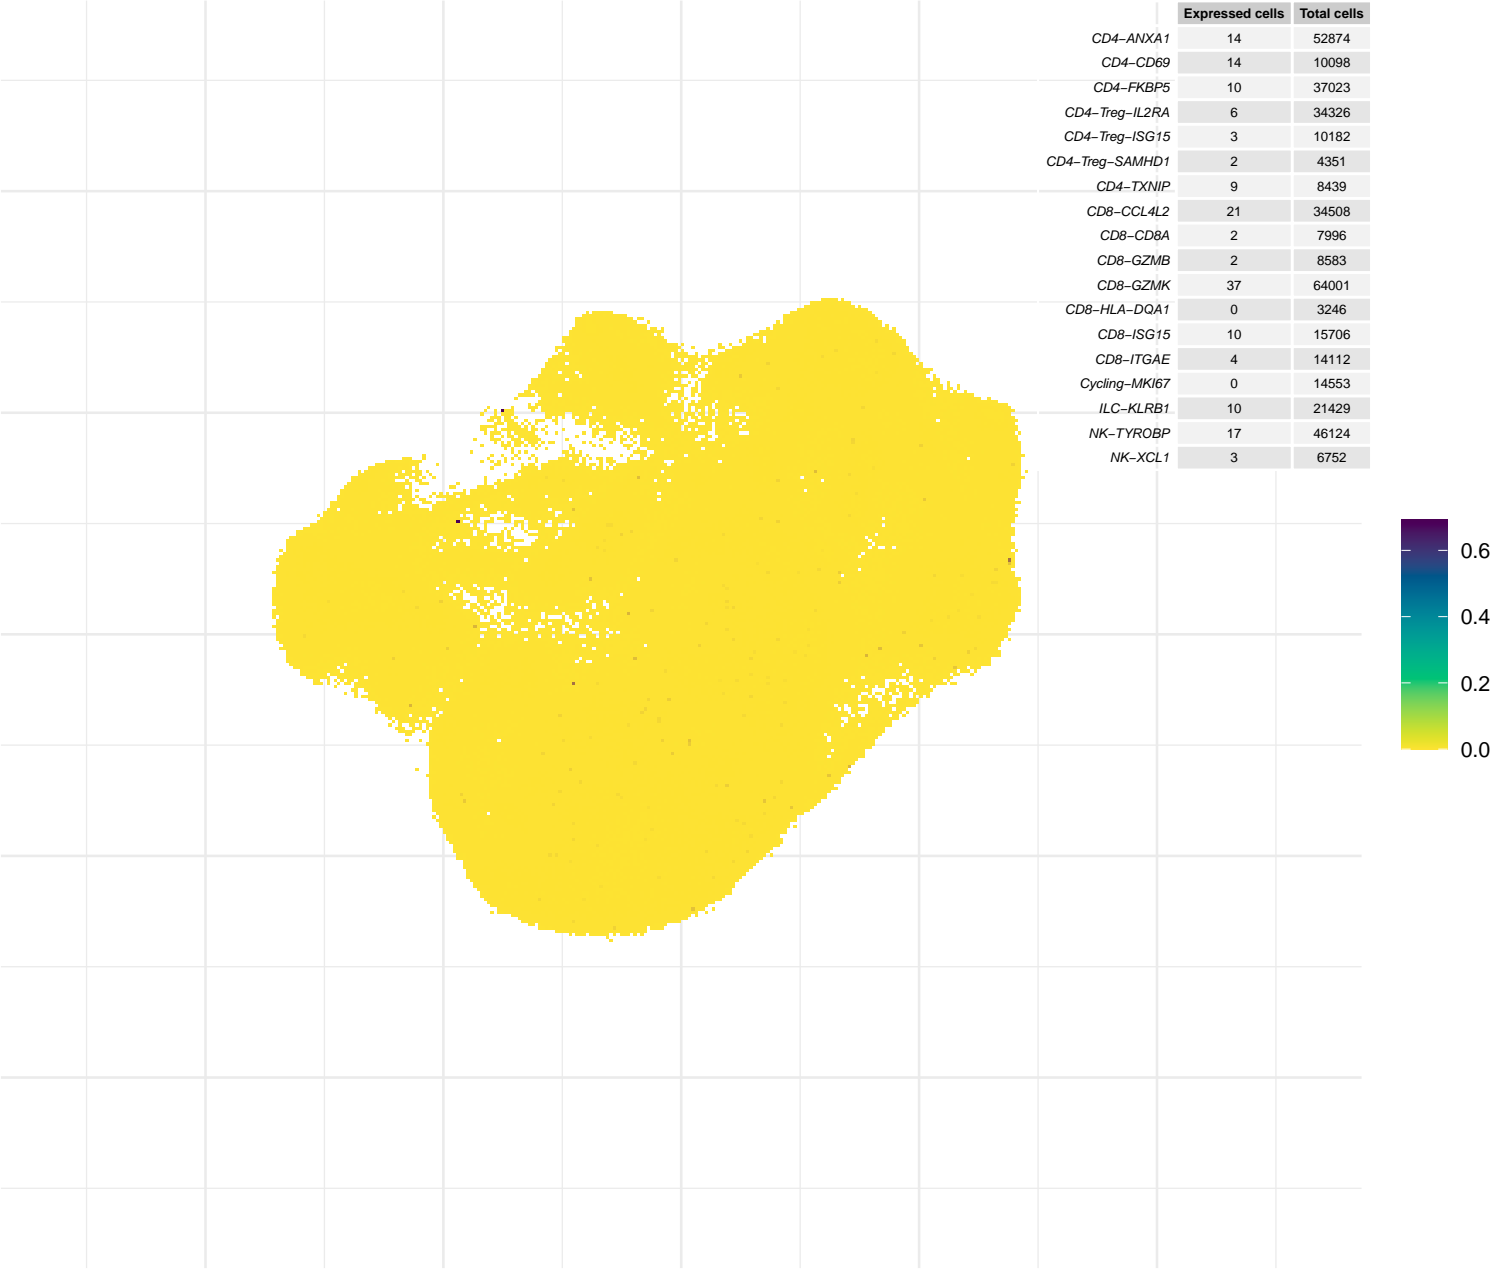 Expressed cells Total cells
CD4−ANXA1 14 52874
CD4−CD69 14 10098
CD4−FKBP5 10 37023
CD4−Treg−IL2RA 6 34326
CD4−Treg−ISG15 3 10182
CD4−Treg−SAMHD1 2 4351
CD4−TXNIP 9 8439
CD8−CCL4L2 21 34508
CD8−CD8A 2 7996
CD8−GZMB 2 8583
CD8−GZMK 37 64001
CD8−HLA−DQA1 0 3246
CD8−ISG15 10 15706
CD8−ITGAE 4 14112
Cycling−MKI67 0 14553
ILC−KLRB1 10 21429
NK−TYROBP 17 46124
NK−XCL1 3 6752
0.6
0.4
0.2
0.0